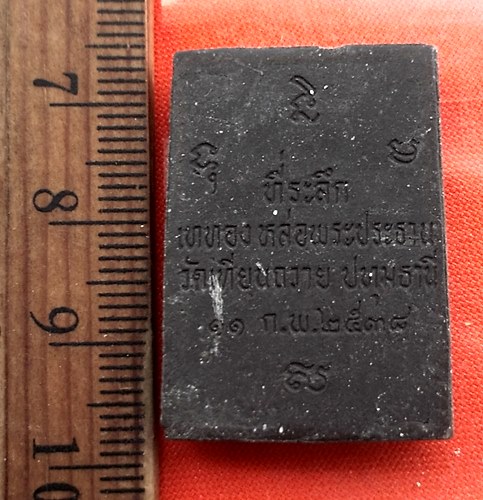 ที่ระลึก
เททอง หล่อพระประธาน
วัดเทียนถวาย ปทุมธานี
๑๑ ก.พ.๒๕๓๘
7
8
9
10